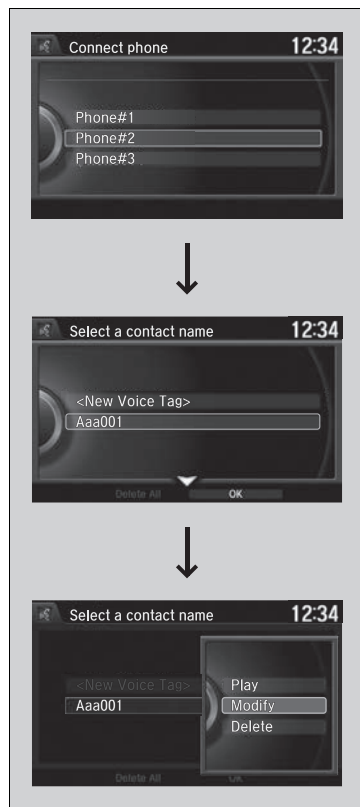 Connect phone 12:34
Phone#1
Phone#2
Phone#3
Select a contact name 12:34
<New Voice Tag>
Aaa001
Delete All OK
Select a contact name 12:34
<New Voice Tag> Play
Aaa001 Modify
Delete
Delete All OK